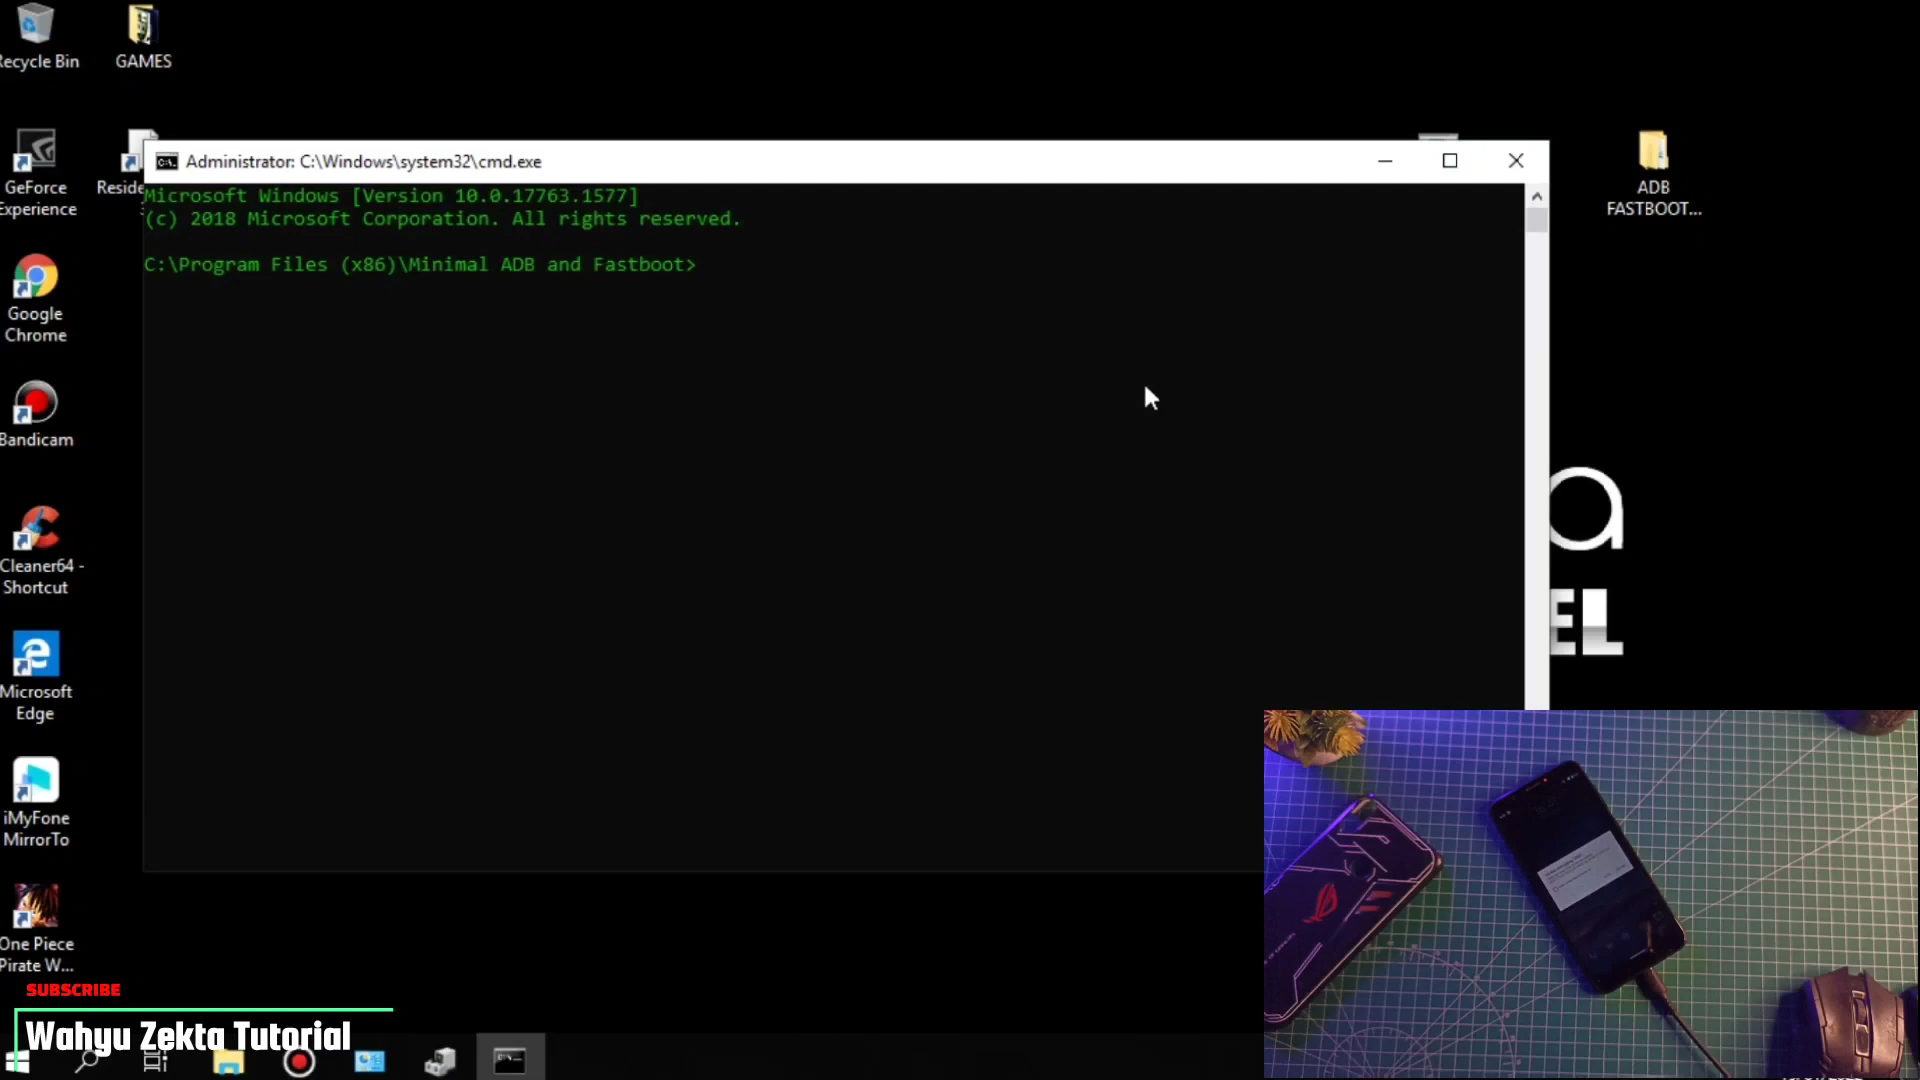 Recycle Bin
GAMES
GeForce
Experience
Reside
Administrator: C:\Windows\system32\cmd.exe
Microsoft Windows [Version 10.0.17763.1577]
(c) 2018 Microsoft Corporation. All rights reserved.
C:\Program Files (x86)\Minimal ADB and Fastboot>
ADB
FASTBOOT...
Google
Chrome
Bandicam
Cleaner64 -
Shortcut
Microsoft
Edge
iMyFone
MirrorTo
One Piece
Pirate W...
a
EL
SUBSCRIBE
Wahyu Zekta Tutorial